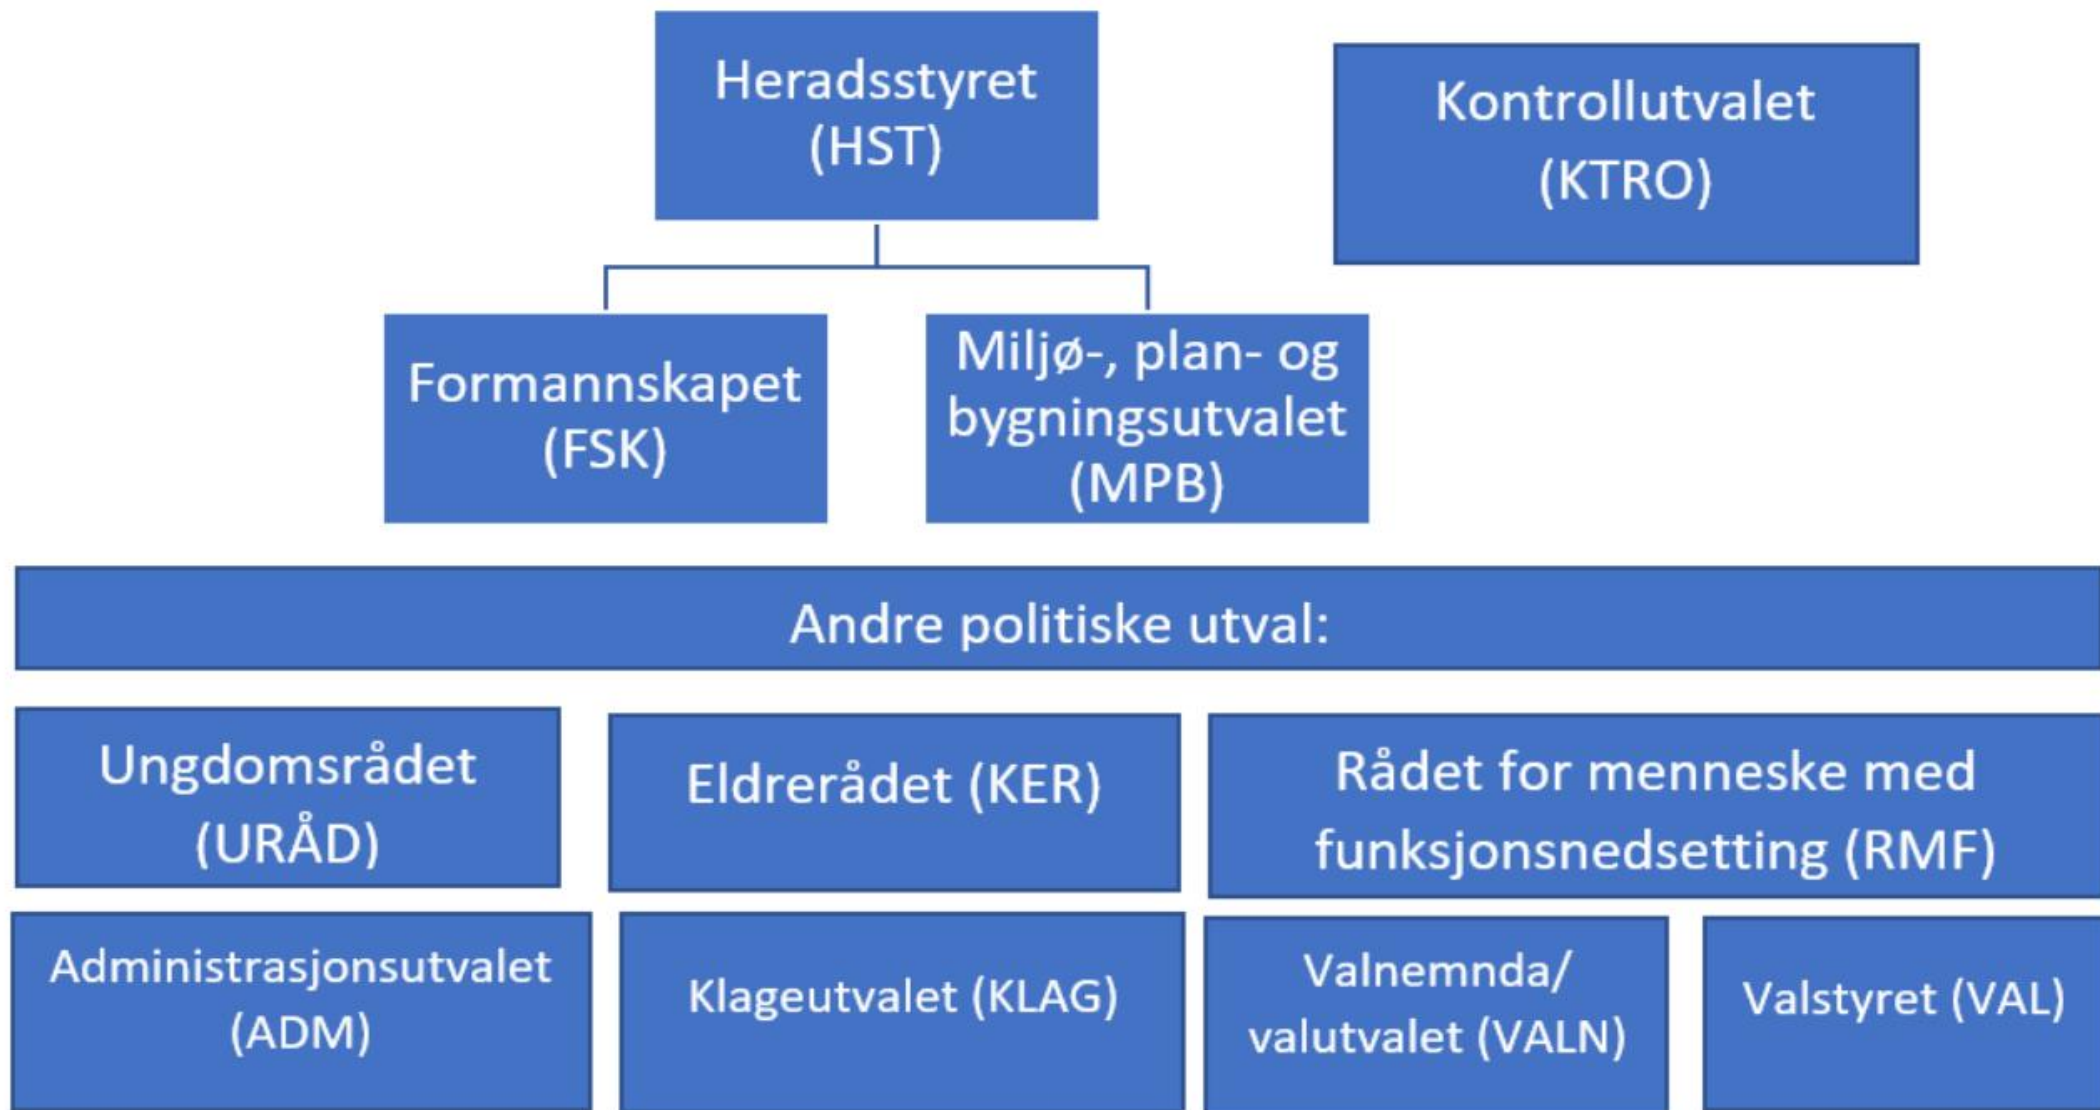 Heradsstyret
(HST)
Kontrollutvalet
(KTRO)
Formannskapet
(FSK)
Miljø-, plan- og
bygningsutvalet
(MPB)
Andre politiske utval:
Ungdomsrådet
(URÅD)
Eldrerådet (KER)
Rådet for menneske med
funksjonsnedsetting (RMF)
Administrasjonsutvalet
(ADM)
Klageutvalet (KLAG)
Valnemnda/
valutvalet (VALN)
Valstyret (VAL)